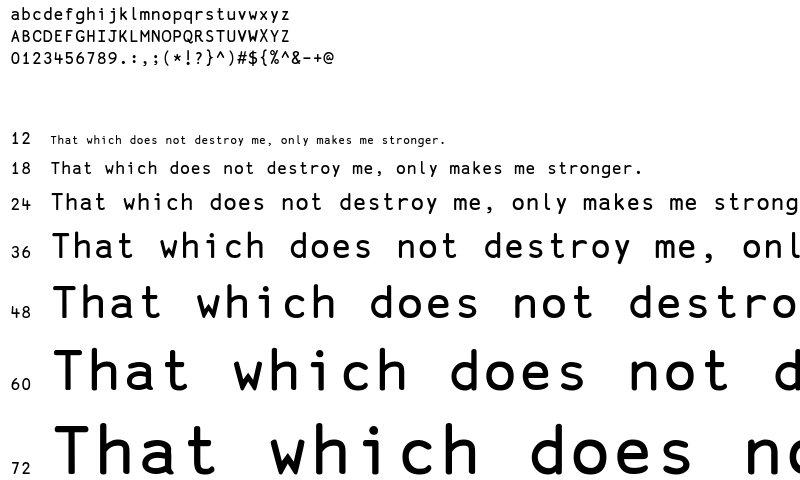 abcdefghijklmnopqrstuvwxyz
ABCDEFGHIJKLMNOPQRSTUVWXYZ
0123456789.:,;(*!?}^)#${%^&-+@
12 That which does not destroy me, only makes me stronger.
18 That which does not destroy me, only makes me stronger.
24 That which does not destroy me, only makes me strong
36 That which does not destroy me, onl
48 That which does not destro
60 That which does not d
72 That which does no